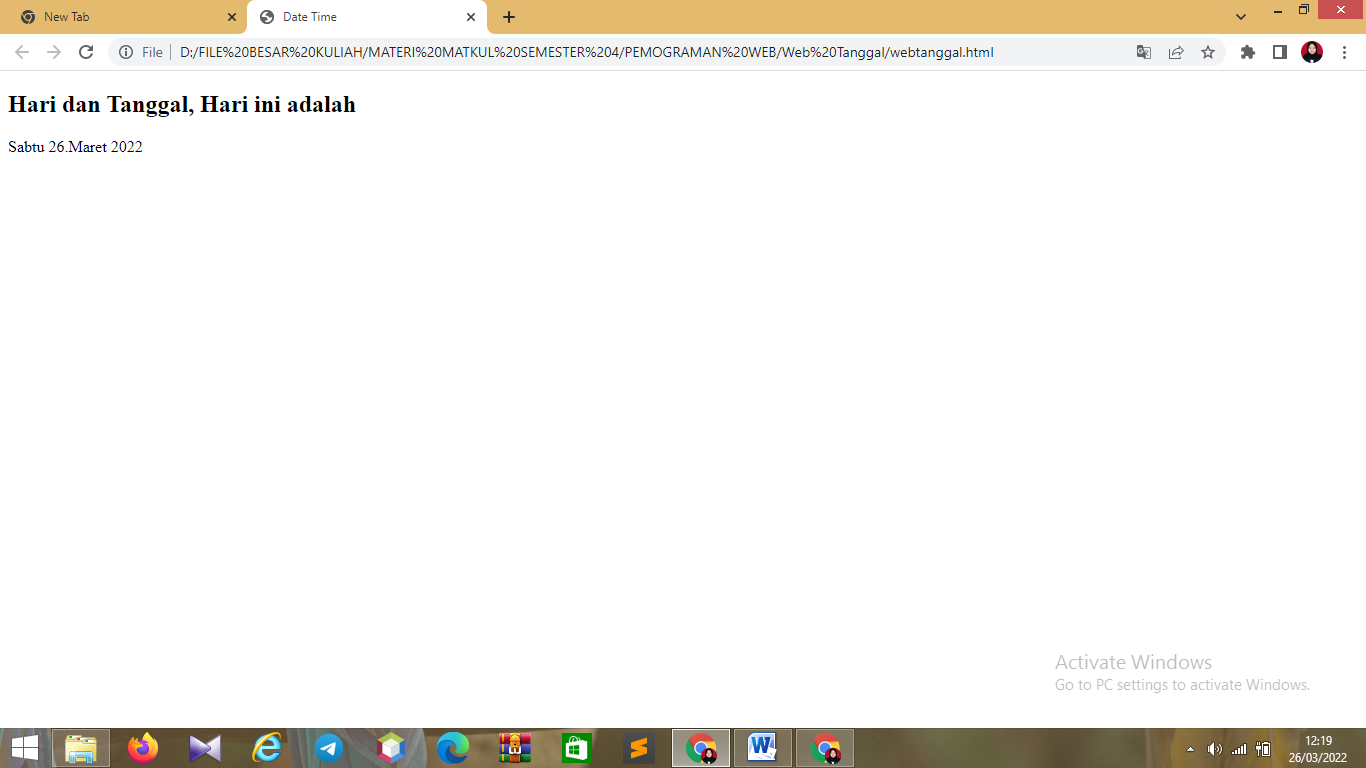 New Tab
Date Time
File
D:/FILE%20BESAR%20KULIAH/MATERI%20MATKUL%20SEMESTER%204/PEMOGRAMAN%20WEB/Web%20Tanggal/webtanggal.html
Hari dan Tanggal, Hari ini adalah
Sabtu 26.Maret 2022
Activate Windows
Go to PC settings to activate Windows.
12:19
26/03/2022